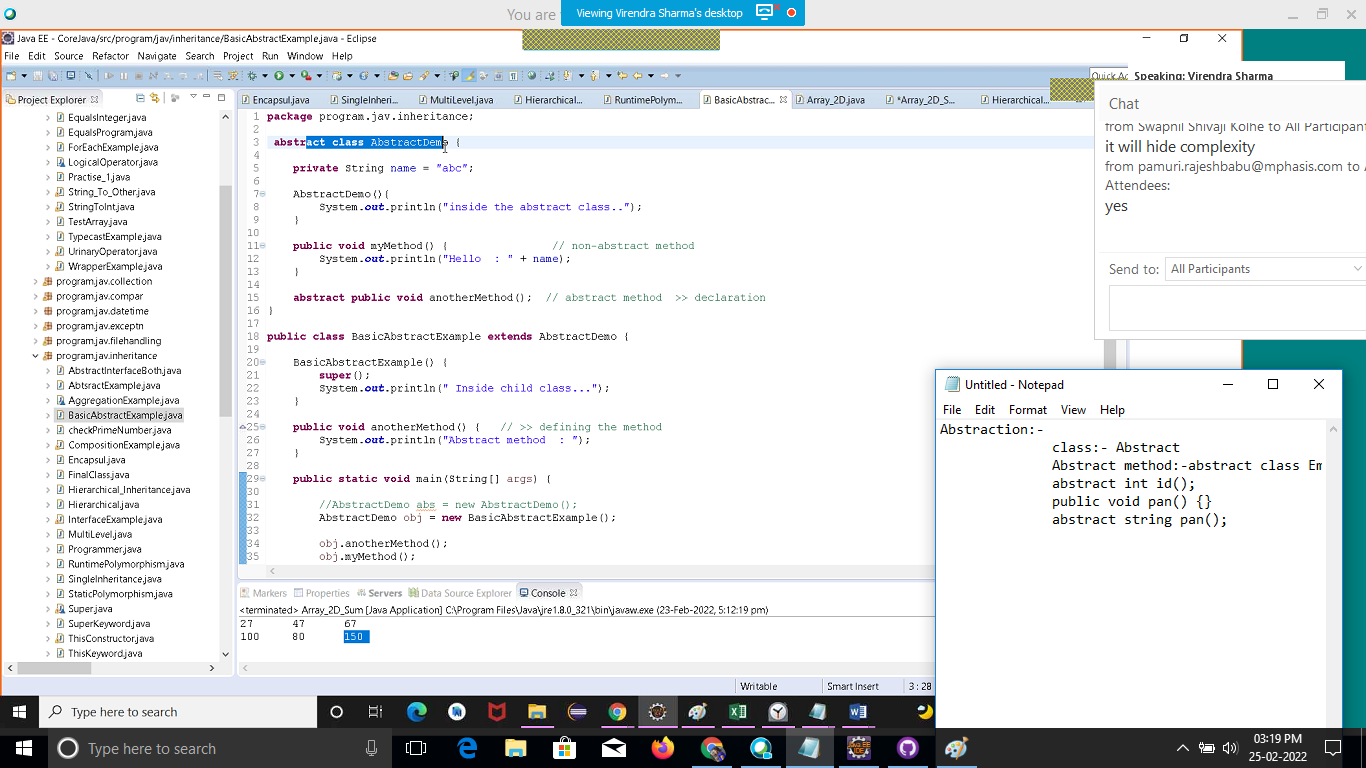 You are
Viewing Virendra Sharma's desktop
Java EE - CoreJava/src/program/jav/inheritance/BasicAbstractExample.java - Eclipse
File Edit Source Refactor Navigate Search Project Run Window Help
Quick Ac
Speaking: Virendra Sharma
Project Explorer
EqualsInteger.java
EqualsProgram.java
ForEachExample.java
LogicalOperator.java
Practise_1.java
String_To_Other.java
StringToInt.java
TestArray.java
TypecastExample.java
UrinaryOperator.java
WrapperExample.java
program.jav.collection
program.jav.compar
program.jav.datetime
program.jav.exceptn
program.jav.filehandling
program.jav.inheritance
AbstractInterfaceBoth.java
AbtsractExample.java
AggregationExample.java
BasicAbstractExample.java
checkPrimeNumber.java
CompositionExample.java
Encapsul.java
FinalClass.java
Hierarchical_Inheritance.java
Hierarchical.java
InterfaceExample.java
MultiLevel.java
Programmer.java
RuntimePolymorphism.java
SingleInheritance.java
StaticPolymorphism.java
Super.java
SuperKeyword.java
ThisConstructor.java
ThisKeyword.java
Encapsul.java SingleInheri... MultiLevel.java Hierarchical... RuntimePolym... BasicAbstrac... Array_2D.java *Array_2D_S... Hierarchical...
1 package program.jav.inheritance;
2
3 abstract class AbstractDemo {
4
5 private String name = "abc";
6
7 AbstractDemo(){
8 System.out.println("inside the abstract class..");
9 }
10
11 public void myMethod() { // non-abstract method
12 System.out.println("Hello : " + name);
13 }
14
15 abstract public void anotherMethod(); // abstract method >> declaration
16 }
17
18 public class BasicAbstractExample extends AbstractDemo {
19
20 BasicAbstractExample() {
21 super();
22 System.out.println(" Inside child class...");
23 }
24
25 public void anotherMethod() { // >> defining the method
26 System.out.println("Abstract method : ");
27 }
28
29 public static void main(String[] args) {
30
31 //AbstractDemo abs = new AbstractDemo();
32 AbstractDemo obj = new BasicAbstractExample();
33
34 obj.anotherMethod();
35 obj.myMethod();
Markers Properties Servers Data Source Explorer Console
<terminated> Array_2D_Sum [Java Application] C:\Program Files\Java\jre1.8.0_321\bin\javaw.exe (23-Feb-2022, 5:12:19 pm)
27 47 67
100 80 150
Writable Smart Insert 3 : 28
Chat
from Swapnil Shivaji Kolhe to All Participan
it will hide complexity
from pamuri.rajeshbabu@mphasis.com to
Attendees:
yes
Send to: All Participants
Untitled - Notepad
File Edit Format View Help
Abstraction:-
class:- Abstract
Abstract method:-abstract class Em
abstract int id();
public void pan() {}
abstract string pan();
Type here to search
Type here to search
03:19 PM
25-02-2022